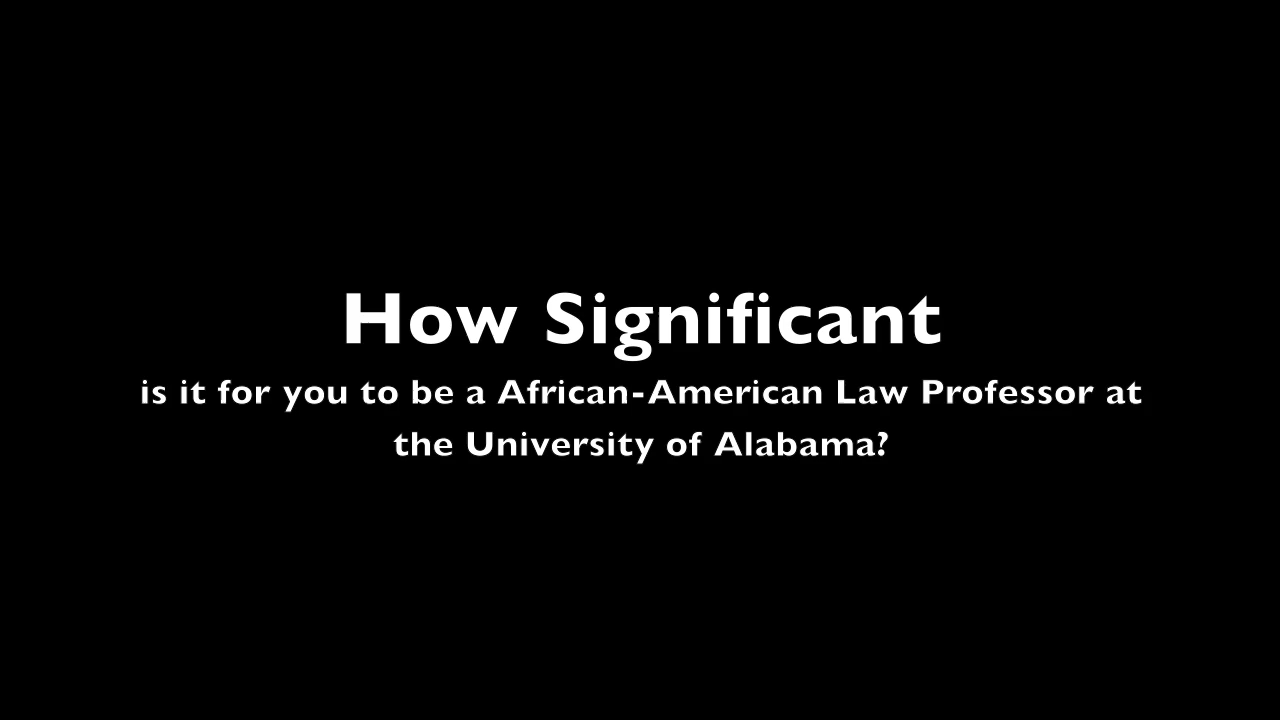 How Significant
is it for you to be a African-American Law Professor at
the University of Alabama?